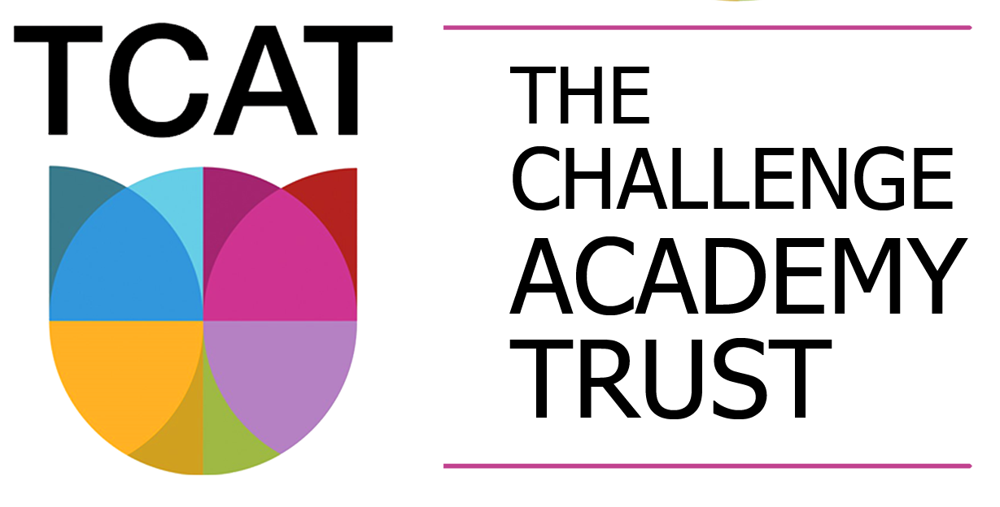 TCAT
THE
CHALLENGE
ACADEMY
TRUST